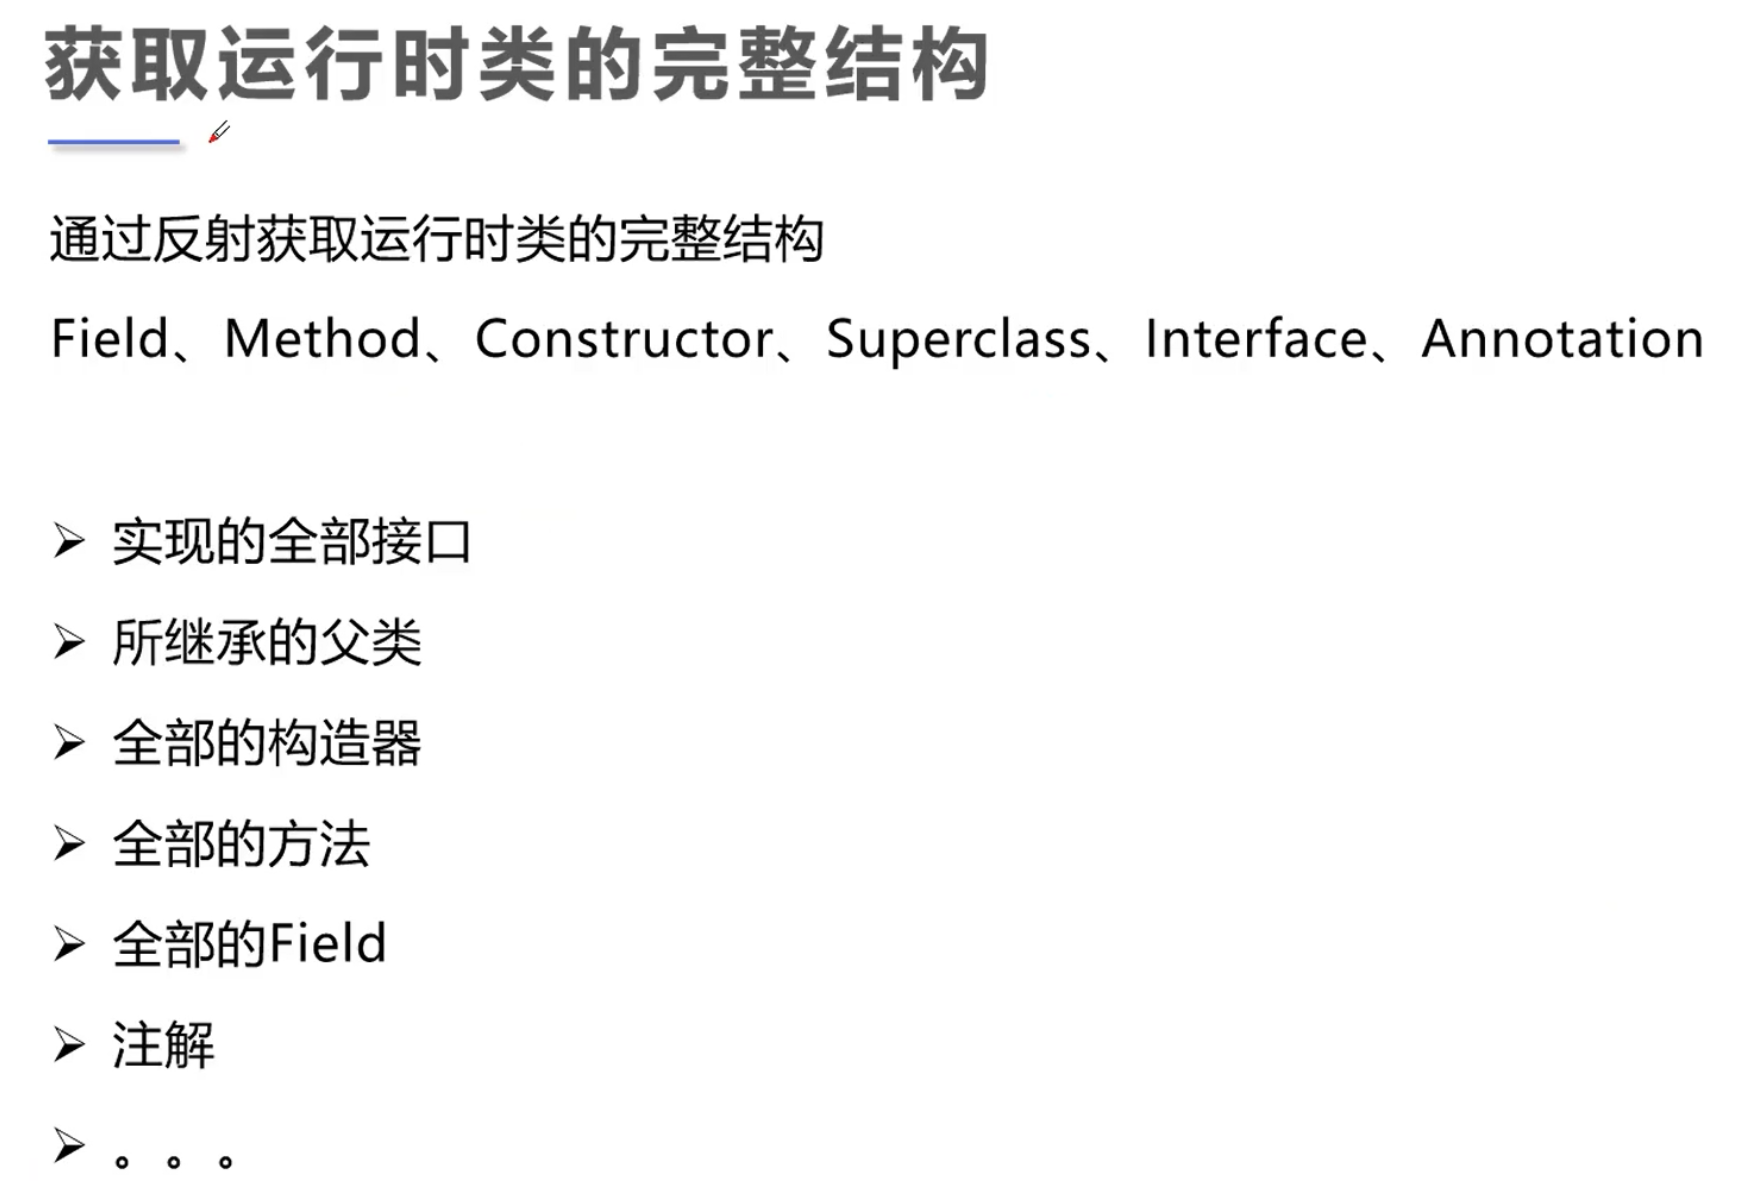 获取运行时类的完整结构
通过反射获取运行时类的完整结构
Field、Method、Constructor、Superclass、Interface、Annotation
➢ 实现的全部接口
➢ 所继承的父类
➢ 全部的构造器
➢ 全部的方法
➢ 全部的Field
➢ 注解
➢ 。。。